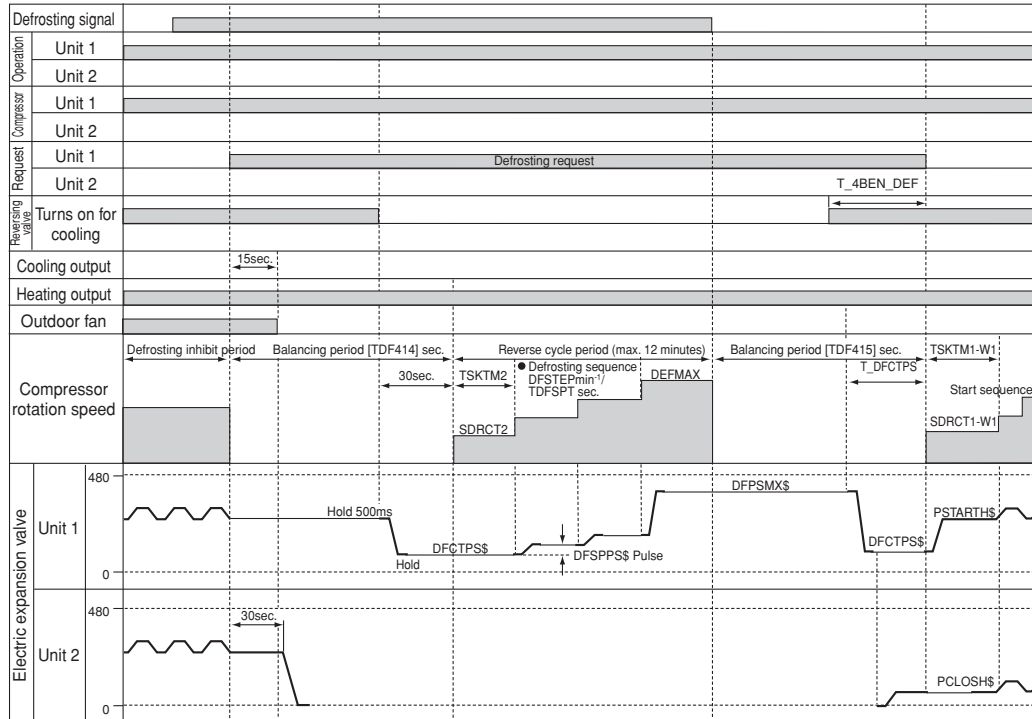 Defrosting signal
Operation
Unit 1
Unit 2
Compressor
Unit 1
Unit 2
Request
Unit 1
Defrosting request
Unit 2
T_4BEN_DEF
Reversing valve
Turns on for cooling
Cooling output
15sec.
Heating output
Outdoor fan
Compressor rotation speed
Defrosting inhibit period
Balancing period [TDF414] sec.
Reverse cycle period (max. 12 minutes)
Balancing period [TDF415] sec.
TSKTM1-W1
30sec.
TSKTM2
● Defrosting sequence
DFSTEPmin-1/
TDFSPT sec.
DEFMAX
T_DFCTPS
Start sequence
SDRCT2
SDRCT1-W1
Electric expansion valve
Unit 1
480
Hold 500ms
DFPSMX$
PSTARTH$
DFCTPS$
DFSPPS$ Pulse
DFCTPS$
Hold
0
Unit 2
480
30sec.
PCLOSH$
0